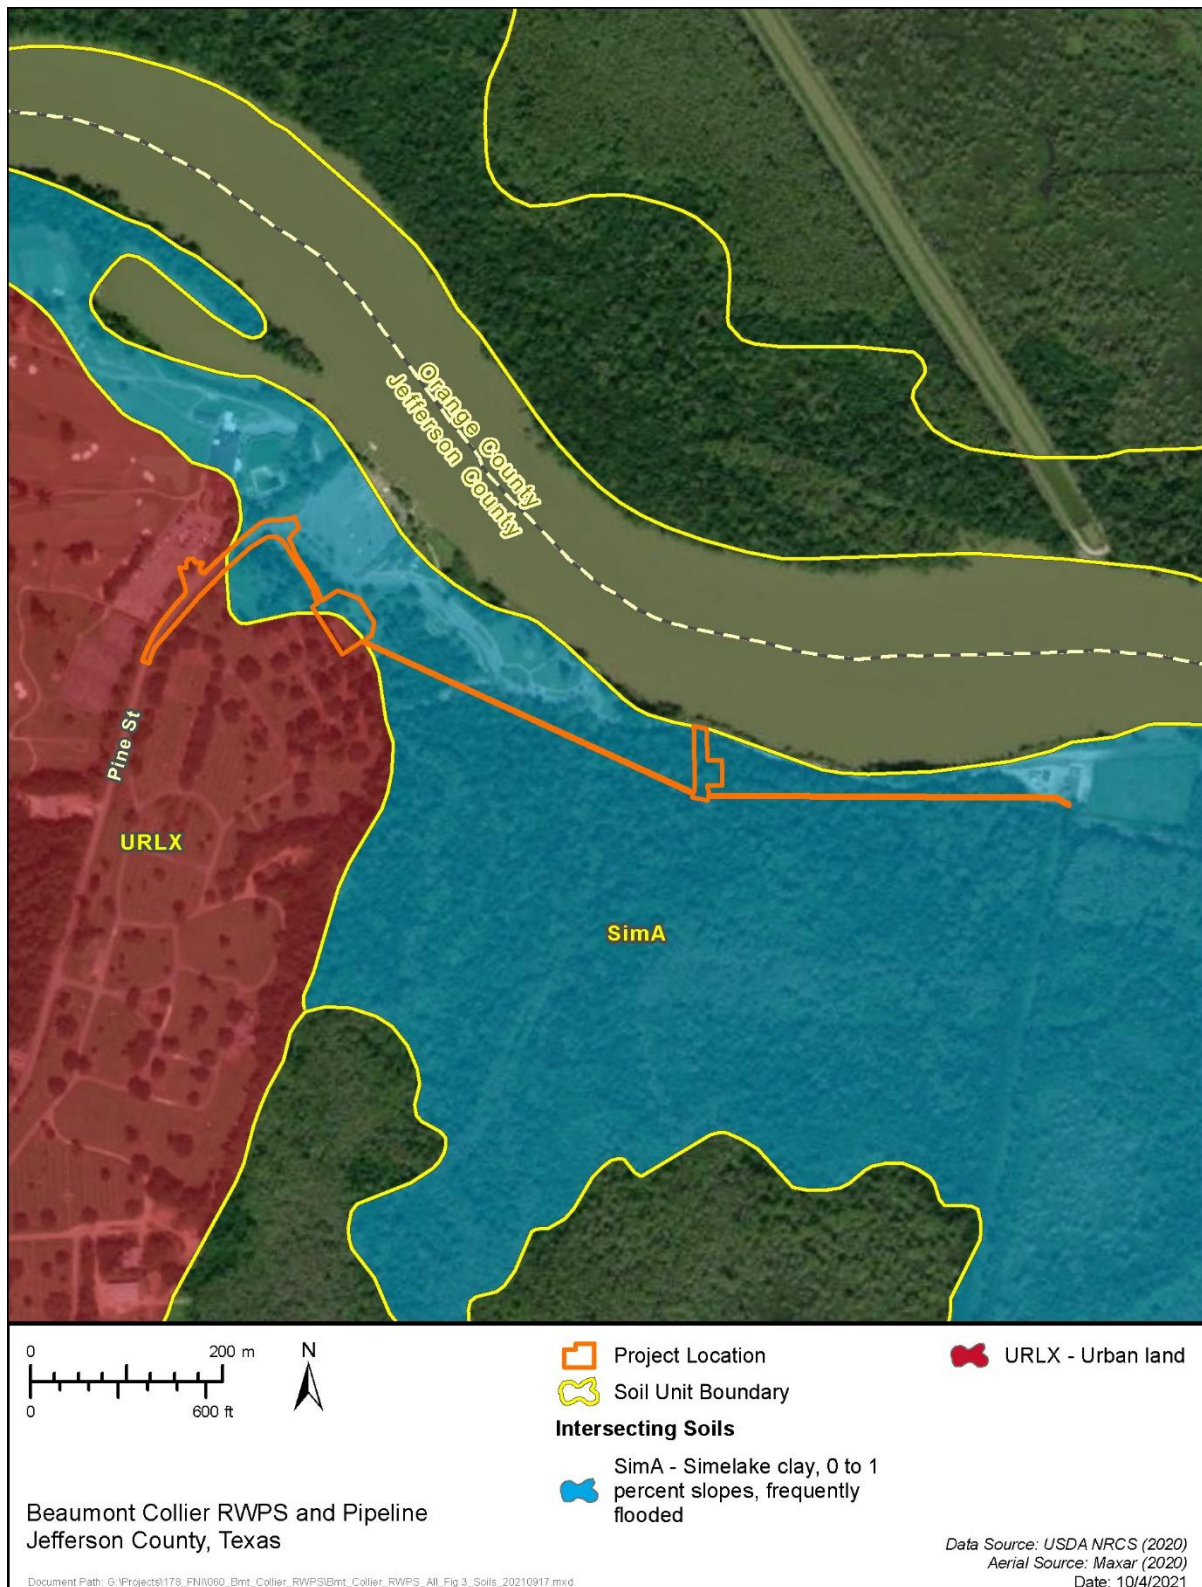 Orange County
Jefferson County
Pine St
URLX
SimA
0 200 m
0 600 ft
N
Project Location
Soil Unit Boundary
Intersecting Soils
SimA - Simelake clay, 0 to 1
percent slopes, frequently
flooded
URLX - Urban land
Beaumont Collier RWPS and Pipeline
Jefferson County, Texas
Data Source: USDA NRCS (2020)
Aerial Source: Maxar (2020)
Date: 10/4/2021
Document Path: G:\Projects\178_FNI\060_Bmt_Collier_RWPS\Bmt_Collier_RWPS_All_Fig 3_Soils_20210917.mxd